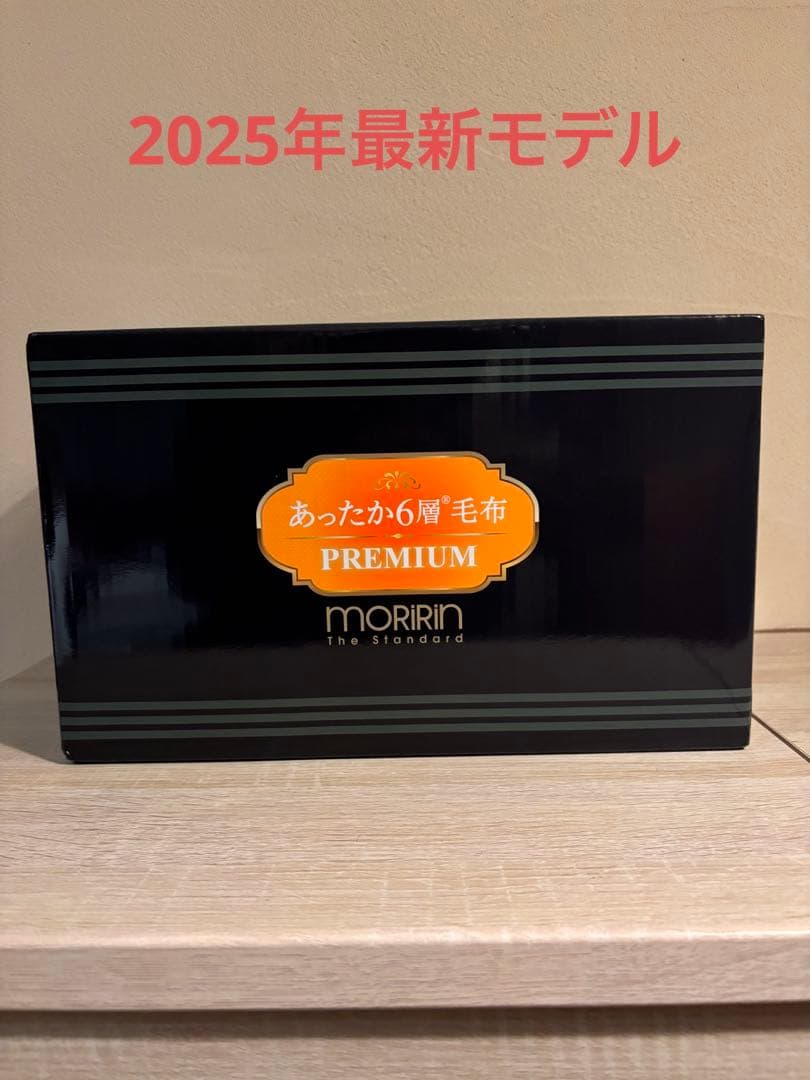 2025年最新モデル
あったか6層®毛布
PREMIUM
MORiRiN
The Standard